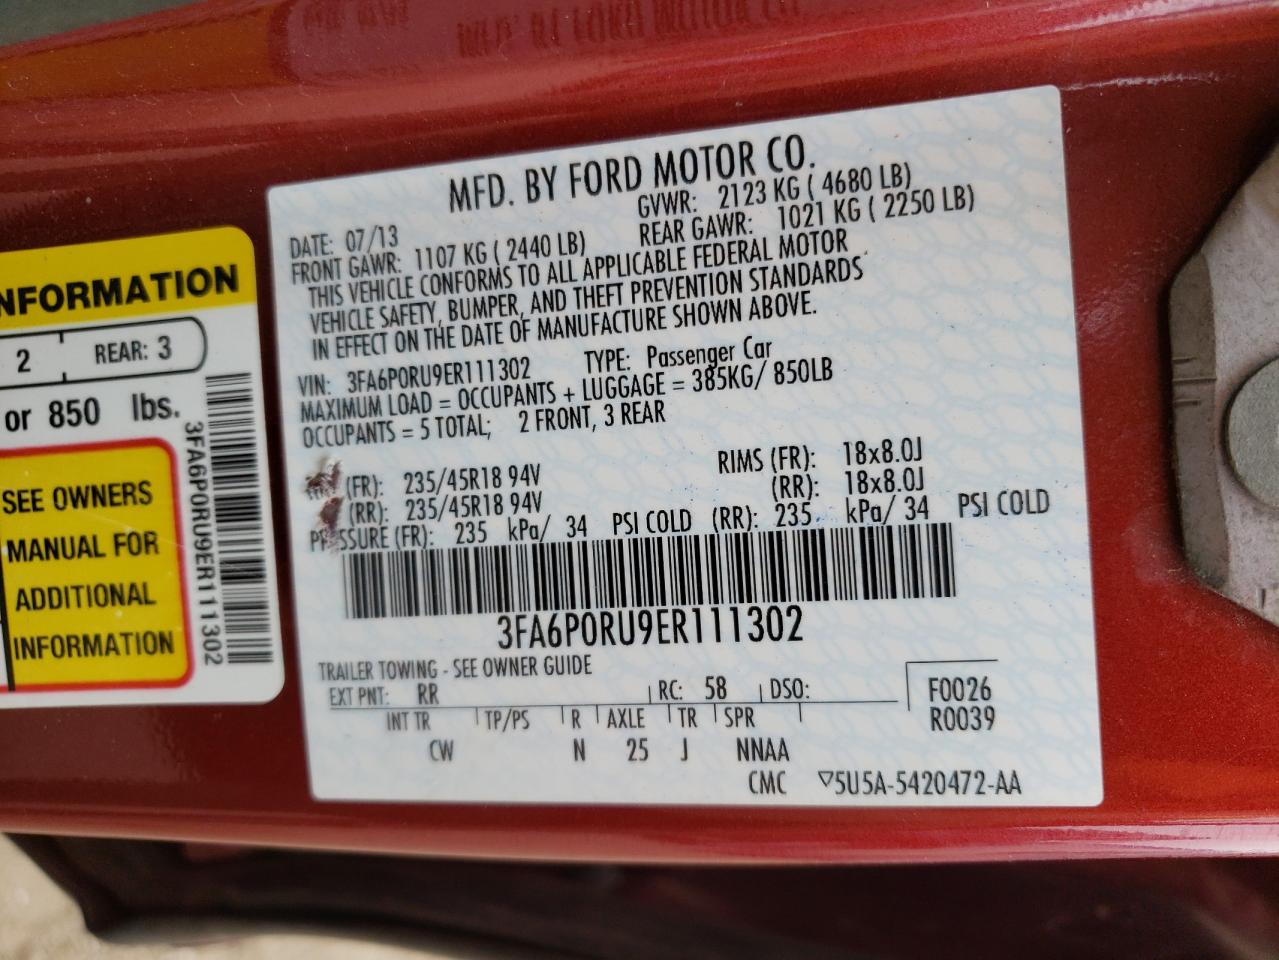 MFD. BY FORD MOTOR CO.
DATE: 07/13 GVWR: 2123 KG ( 4680 LB)
FRONT GAWR: 1107 KG ( 2440 LB) REAR GAWR: 1021 KG ( 2250 LB)
THIS VEHICLE CONFORMS TO ALL APPLICABLE FEDERAL MOTOR
VEHICLE SAFETY, BUMPER, AND THEFT PREVENTION STANDARDS
IN EFFECT ON THE DATE OF MANUFACTURE SHOWN ABOVE.
VIN: 3FA6P0RU9ER111302 TYPE: Passenger Car
MAXIMUM LOAD = OCCUPANTS + LUGGAGE = 385KG/ 850LB
OCCUPANTS = 5 TOTAL; 2 FRONT, 3 REAR
(FR): 235/45R18 94V RIMS (FR): 18x8.0J
(RR): 235/45R18 94V (RR): 18x8.0J
PRESSURE (FR): 235 kPa/ 34 PSI COLD (RR): 235 kPa/ 34 PSI COLD
3FA6P0RU9ER111302
TRAILER TOWING - SEE OWNER GUIDE
EXT PNT: RR RC: 58 DSO: F0026
INT TR TP/PS R AXLE TR SPR R0039
CW N 25 J NNAA
CMC ▽5U5A-5420472-AA
NFORMATION
2 REAR: 3
or 850 lbs.
SEE OWNERS
MANUAL FOR
ADDITIONAL
INFORMATION
3FA6P0RU9ER111302